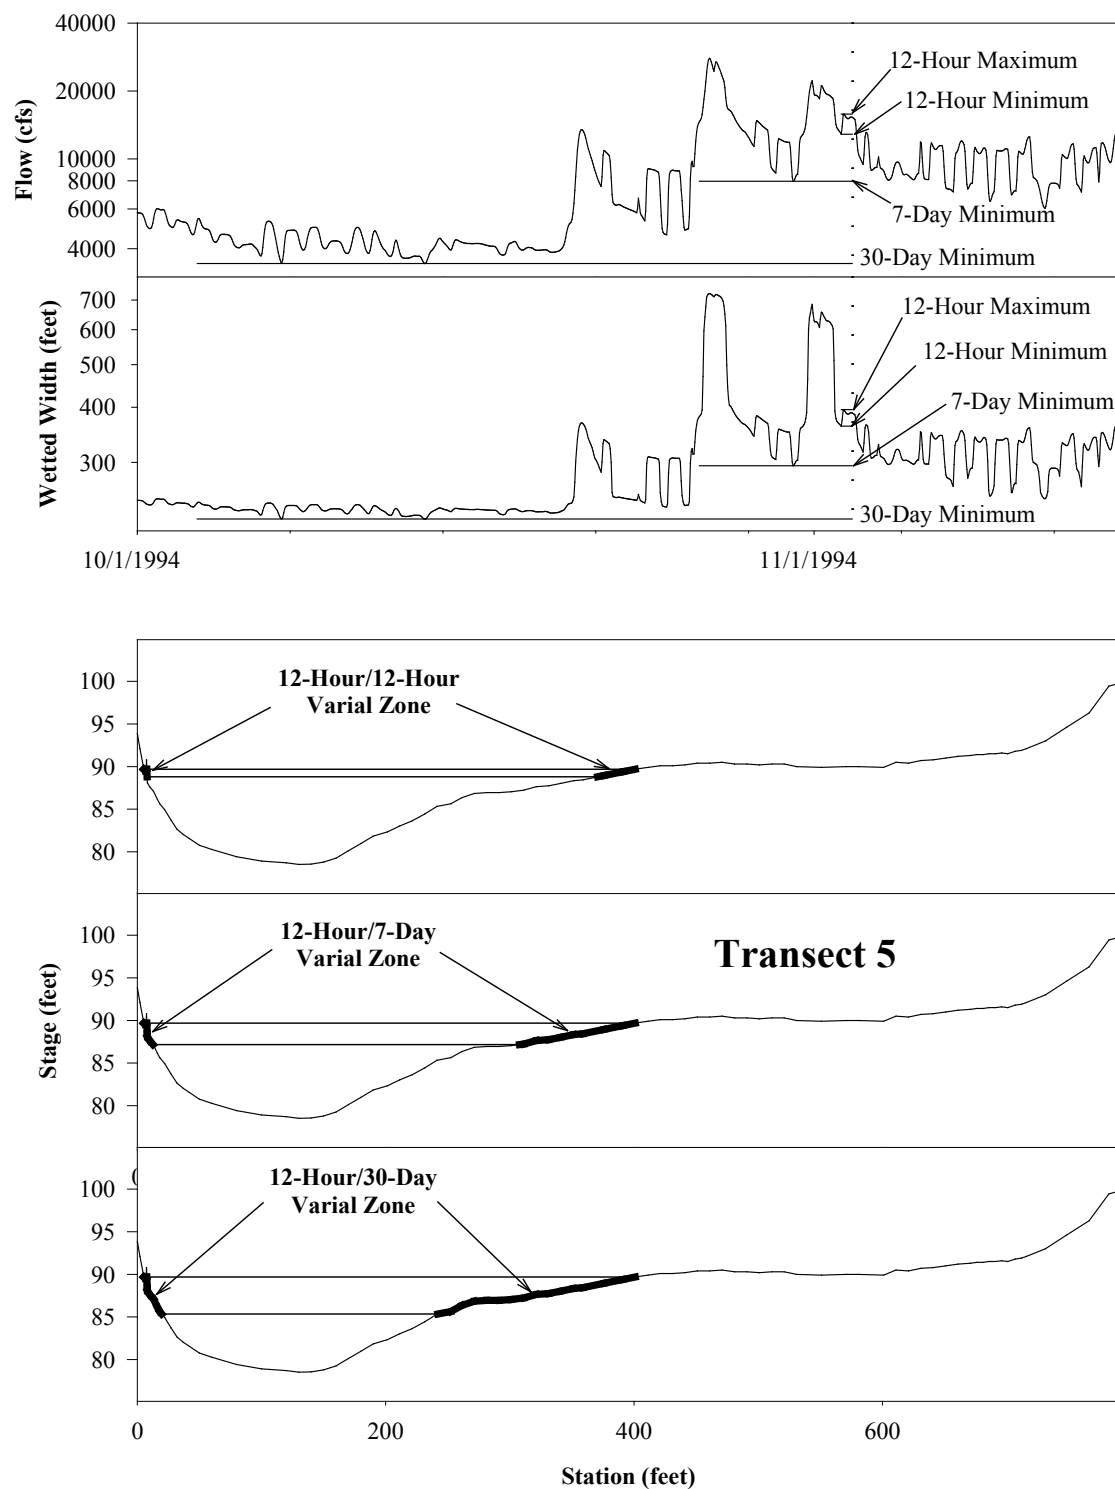 40000
20000
10000
8000
6000
4000
Flow (cfs)
12-Hour Maximum
12-Hour Minimum
7-Day Minimum
30-Day Minimum
700
600
500
400
300
Wetted Width (feet)
12-Hour Maximum
12-Hour Minimum
7-Day Minimum
30-Day Minimum
10/1/1994
11/1/1994
100
95
90
85
80
12-Hour/12-Hour
Varial Zone
100
95
90
85
80
Stage (feet)
12-Hour/7-Day
Varial Zone
Transect 5
100
95
90
85
80
12-Hour/30-Day
Varial Zone
0
200
400
600
Station (feet)